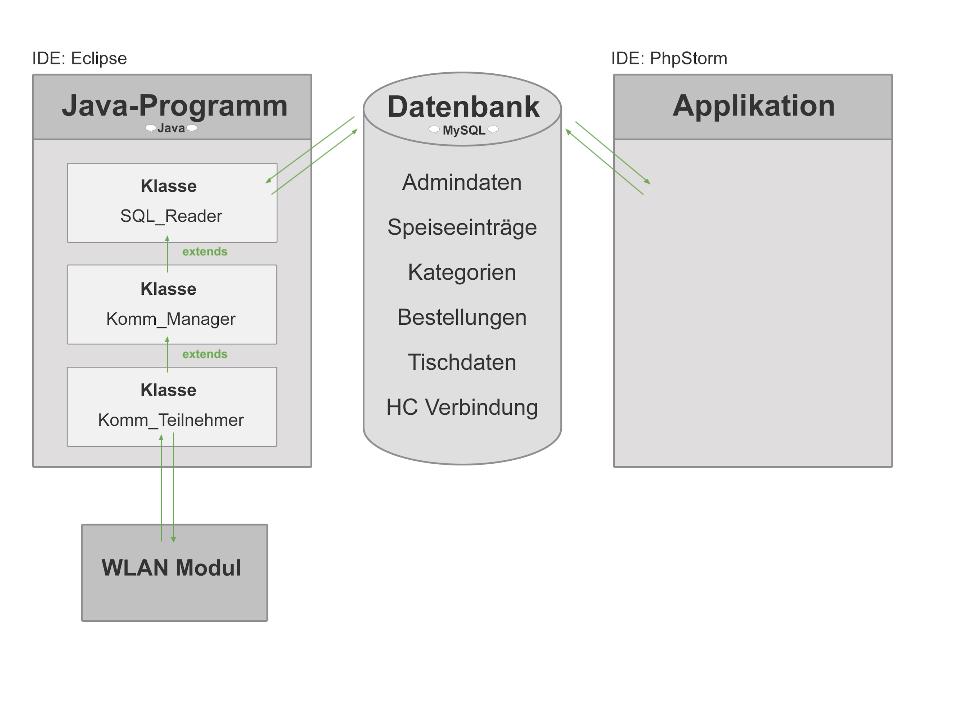 IDE: Eclipse
Java-Programm
Java
Klasse
SQL_Reader
extends
Klasse
Komm_Manager
extends
Klasse
Komm_Teilnehmer
WLAN Modul
Datenbank
MySQL
Admindaten
Speiseeinträge
Kategorien
Bestellungen
Tischdaten
HC Verbindung
IDE: PhpStorm
Applikation